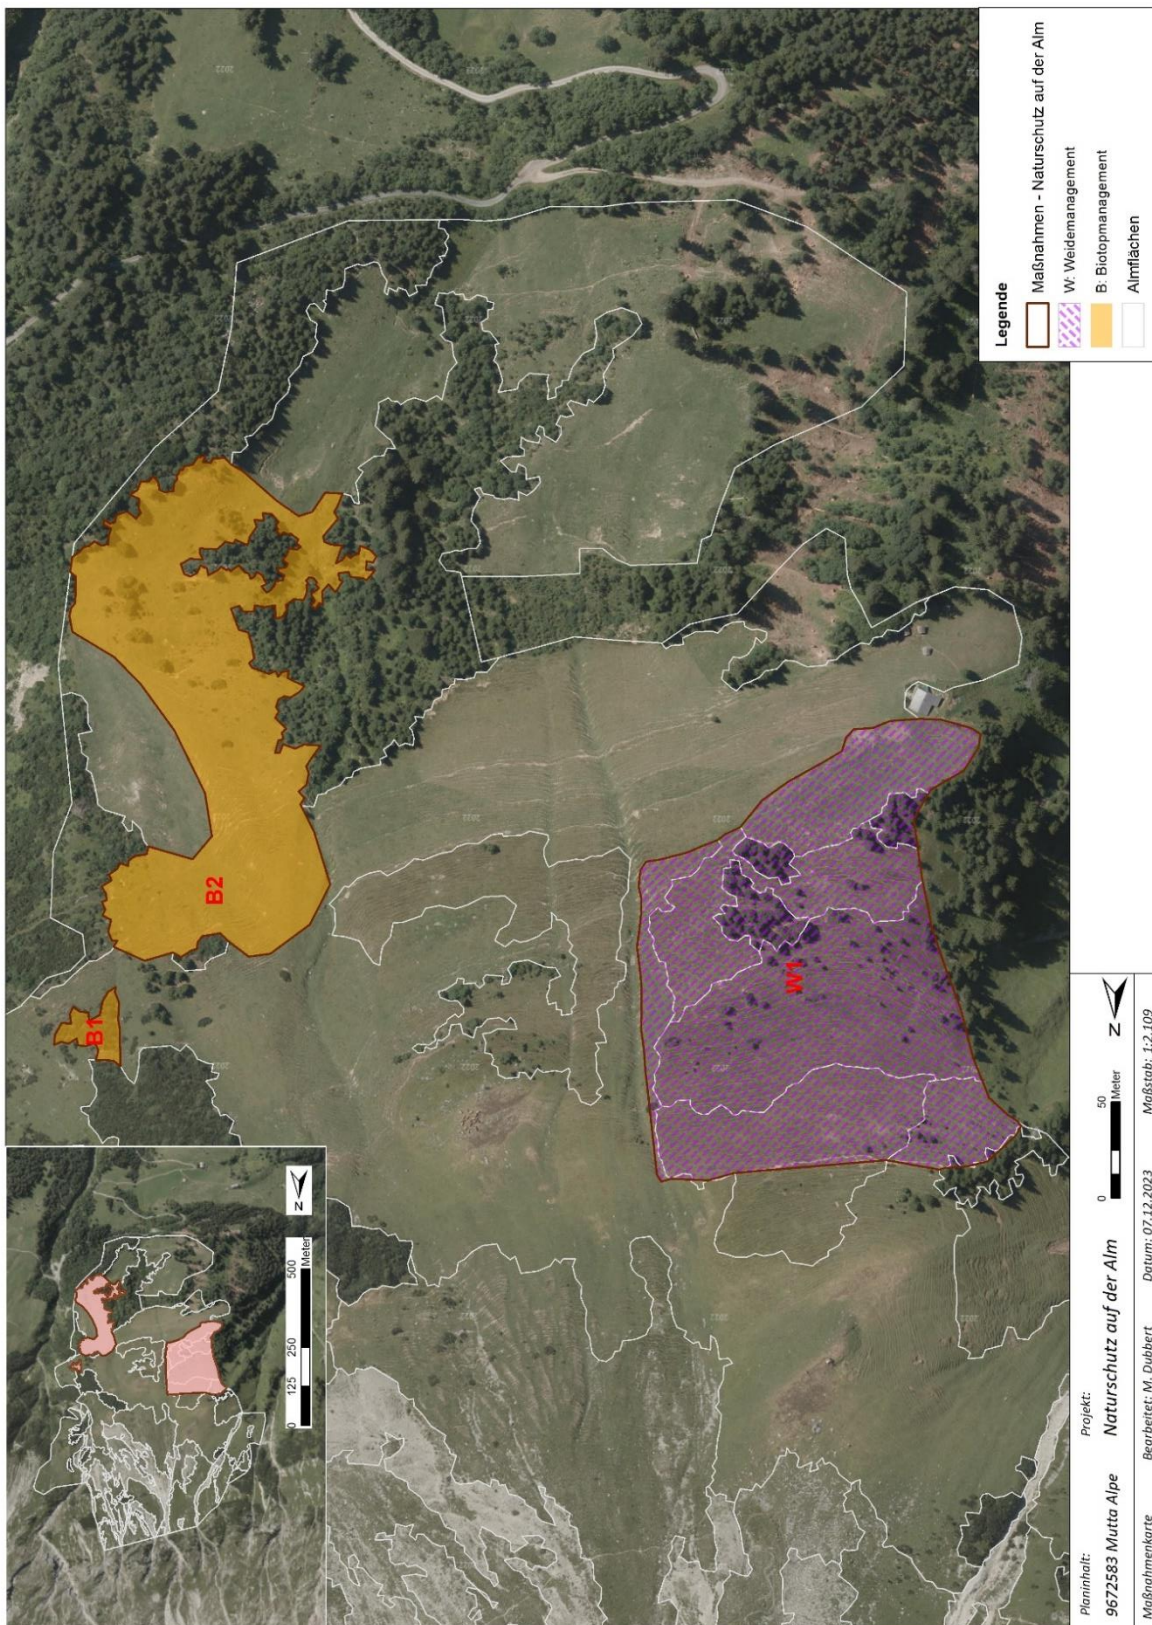 B1
B2
W1
N
0 125 250 500
Meter
Legende
Maßnahmen - Naturschutz auf der Alm
W: Weidemanagement
B: Biotopmanagement
Almflächen
Planinhalt:
9672583 Mutta Alpe
Projekt:
Naturschutz auf der Alm
0 50
Meter
N
Maßnahmenkarte Bearbeitet: M. Dubbert Datum: 07.12.2023 Maßstab: 1:2.109